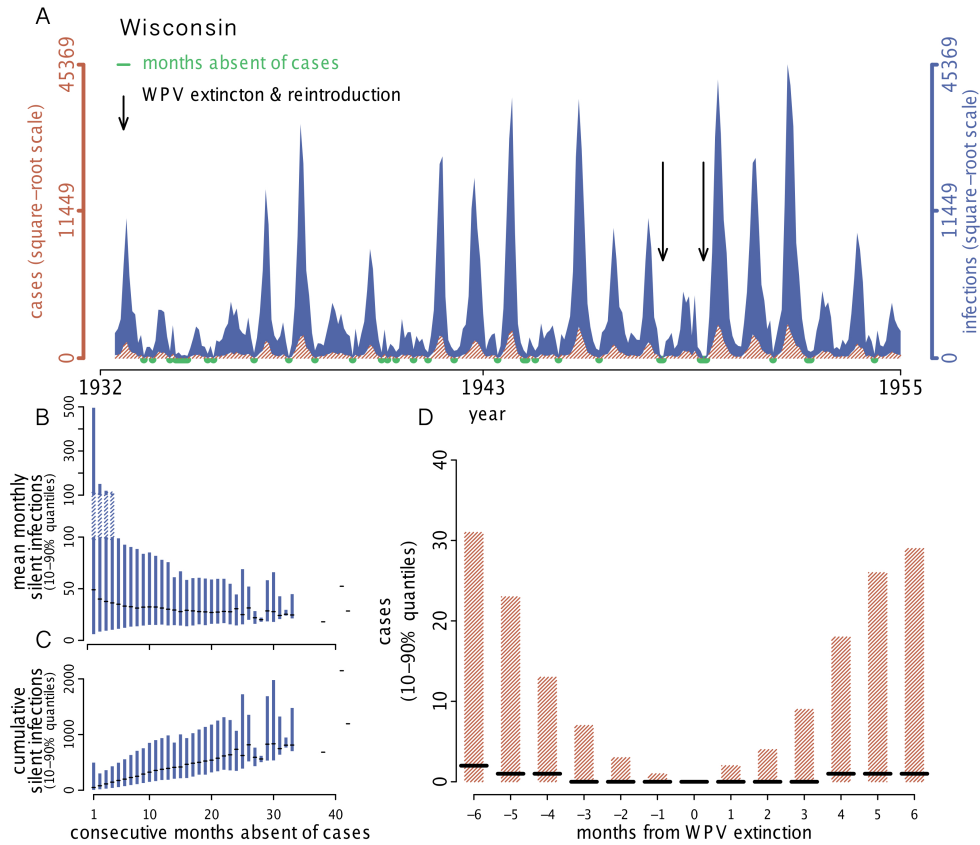 A
Wisconsin
months absent of cases
WPV extincton & reintroduction
cases (square−root scale)
0
11449
45369
infections (square−root scale)
0
11449
45369
1932
1943
1955
year
B
mean monthly
silent infections
(10−90% quantiles)
500
300
100
100
50
0
C
cumulative
silent infections
(10−90% quantiles)
2000
1000
0
1
10
20
30
40
consecutive months absent of cases
D
cases
(10−90% quantiles)
40
30
20
10
0
−6
−5
−4
−3
−2
−1
0
1
2
3
4
5
6
months from WPV extinction